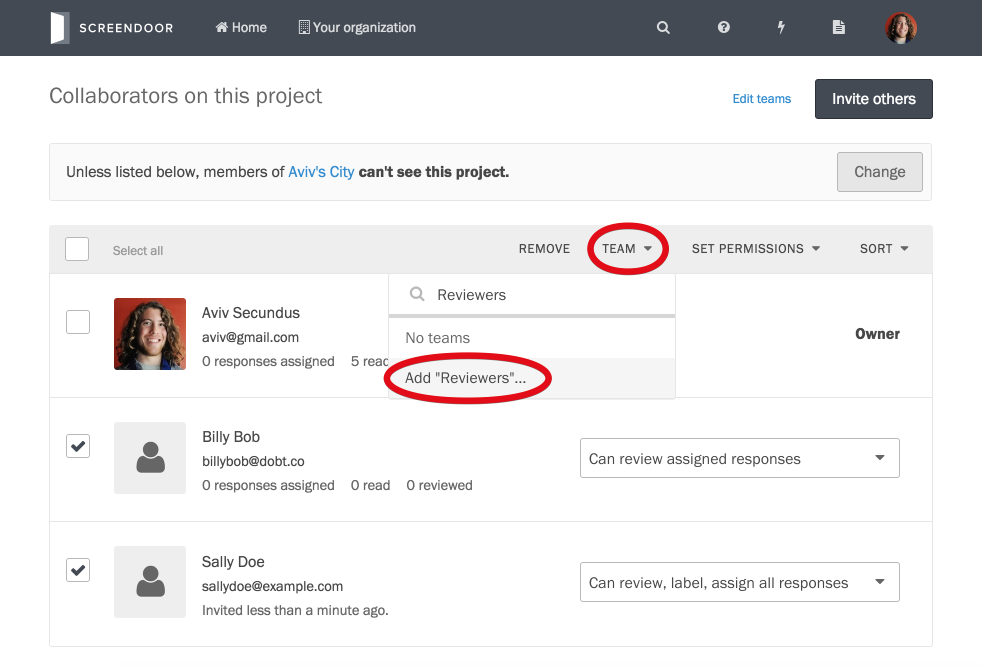 SCREENDOOR Home Your organization
Collaborators on this project
Edit teams Invite others
Unless listed below, members of Aviv's City can't see this project. Change
Select all REMOVE TEAM SET PERMISSIONS SORT
Reviewers
No teams
Add "Reviewers"...
Aviv Secundus
aviv@gmail.com
0 responses assigned 5 read
Owner
Billy Bob
billybob@dobt.co
0 responses assigned 0 read 0 reviewed
Can review assigned responses
Sally Doe
sallydoe@example.com
Invited less than a minute ago.
Can review, label, assign all responses